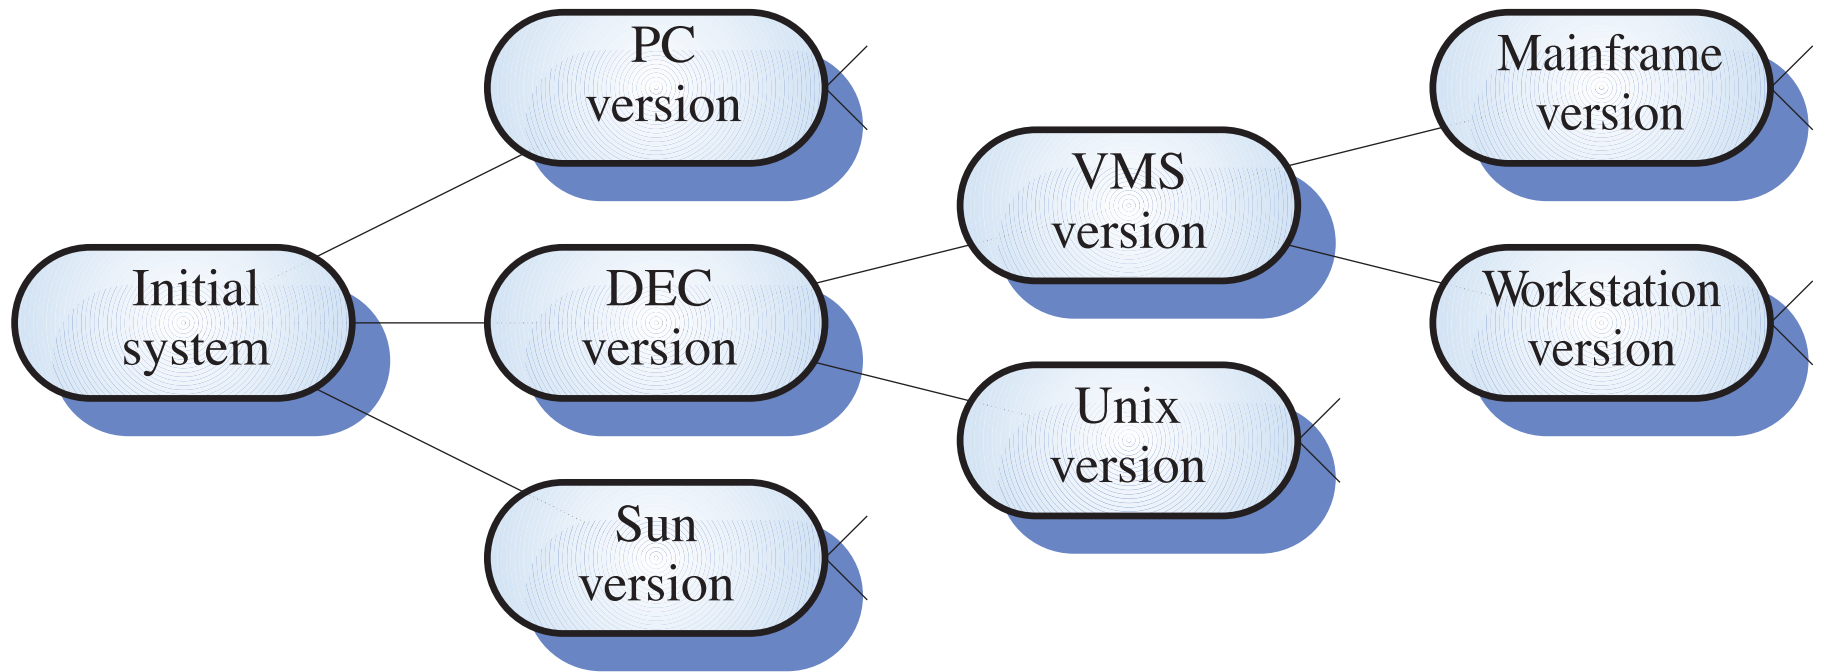 PC
version
Mainframe
version
VMS
version
Initial
system
DEC
version
Workstation
version
Unix
version
Sun
version